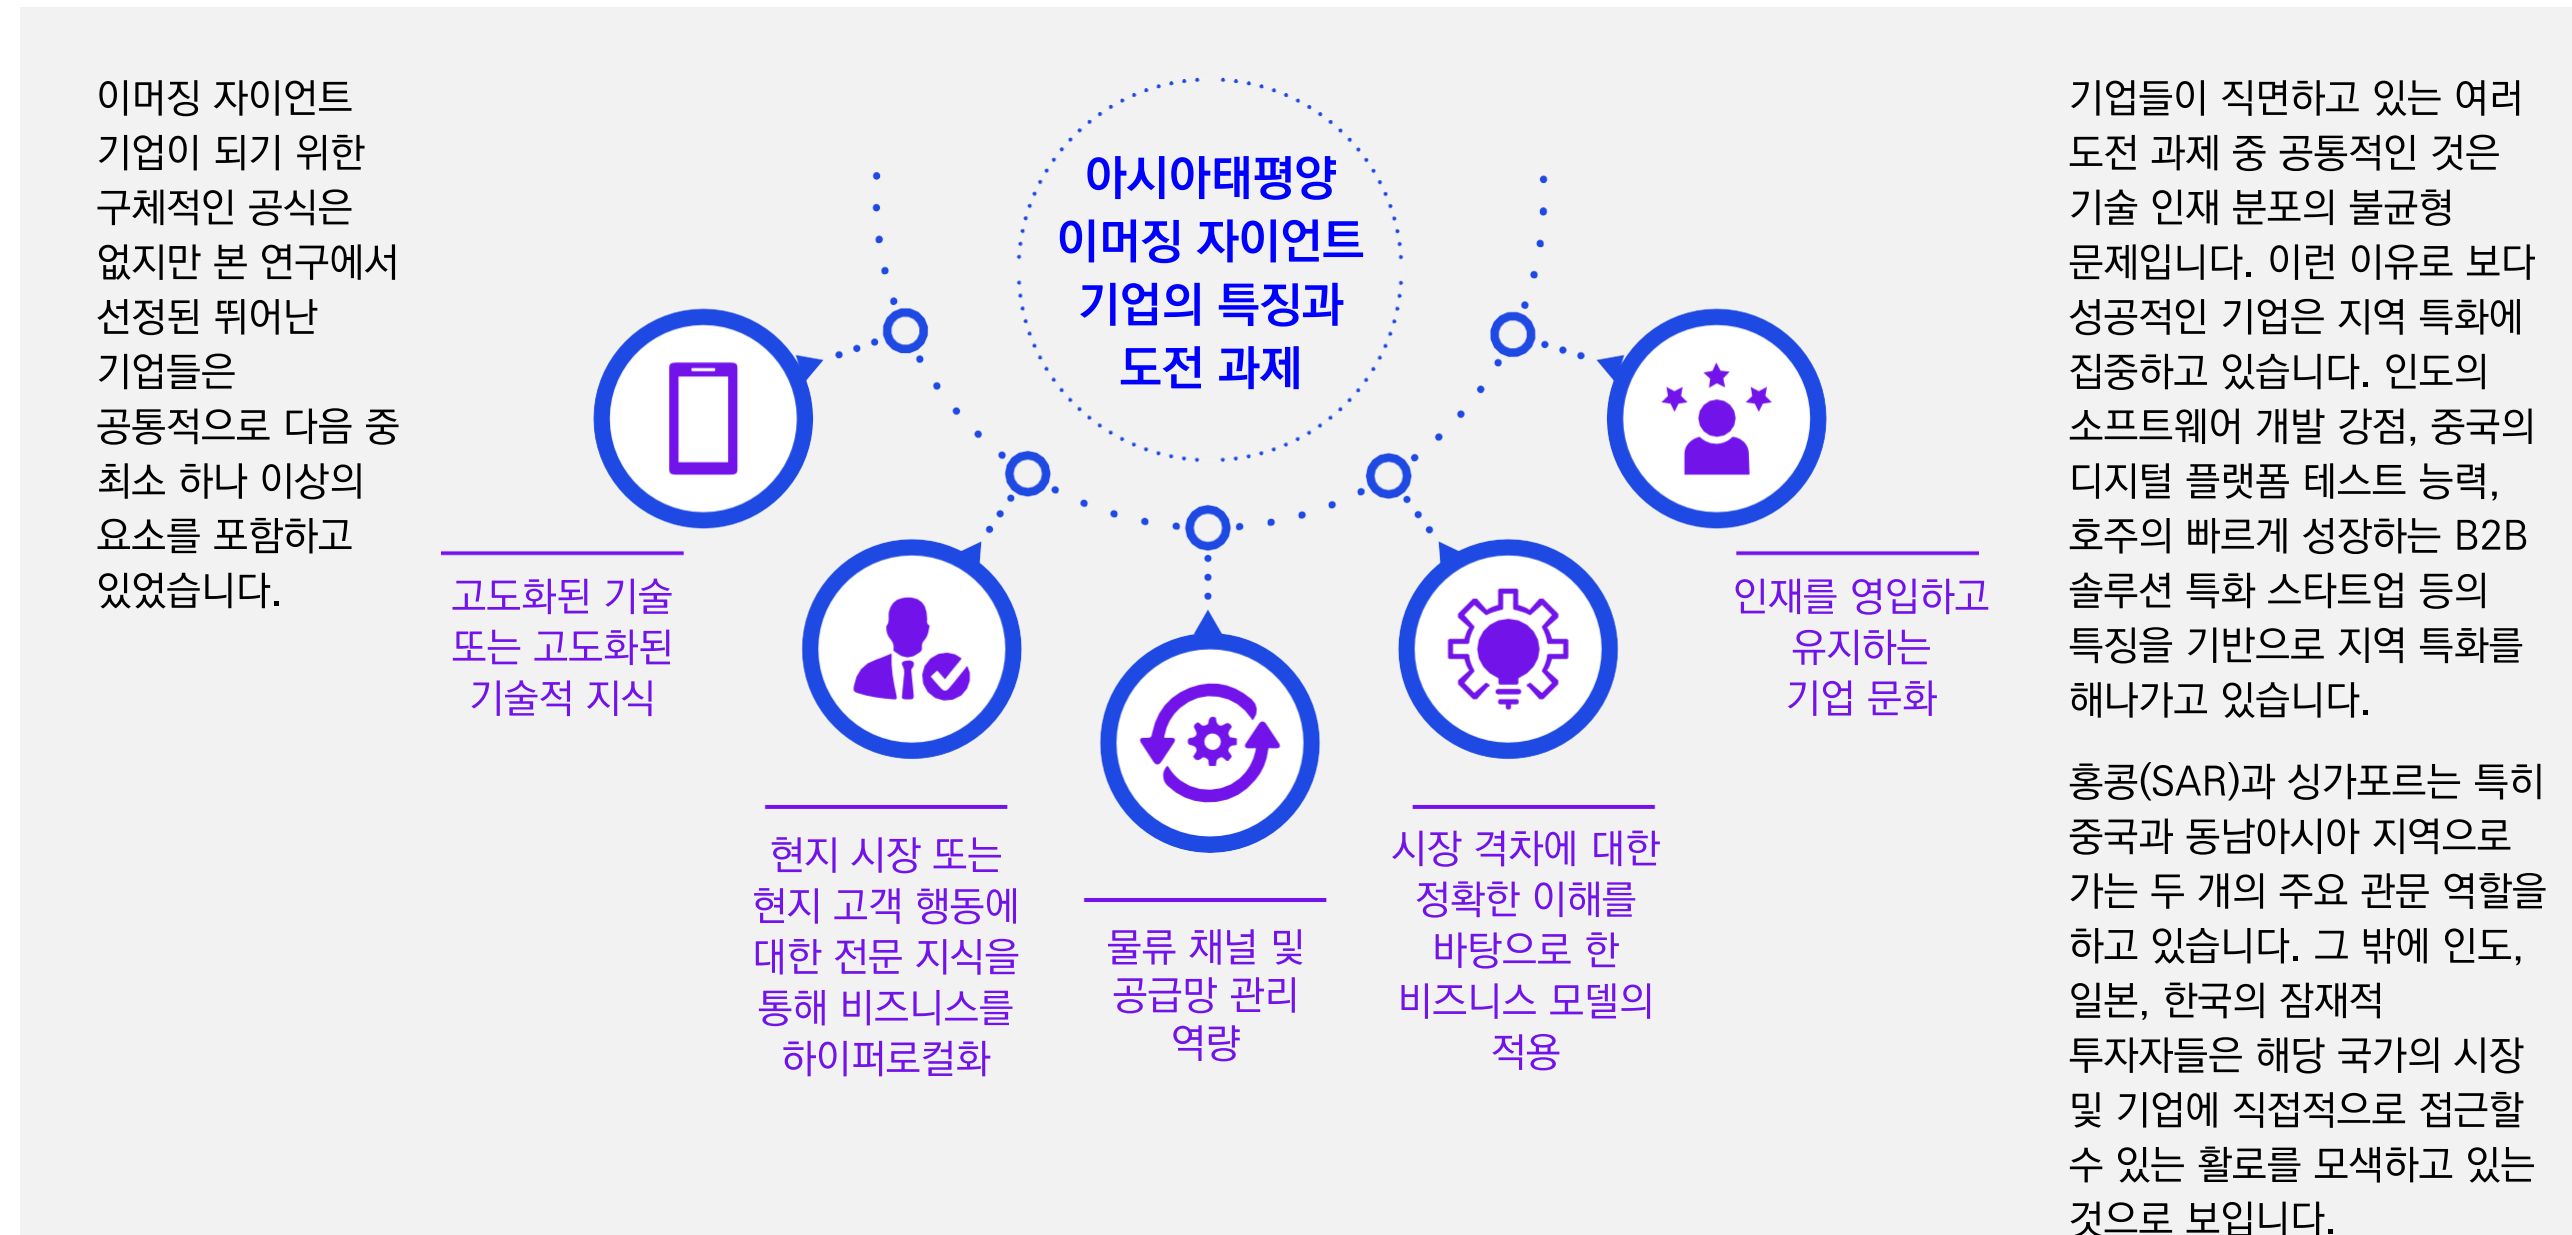 이머징 자이언트
기업이 되기 위한
구체적인 공식은
없지만 본 연구에서
선정된 뛰어난
기업들은
공통적으로 다음 중
최소 하나 이상의
요소를 포함하고
있었습니다.
아시아태평양
이머징 자이언트
기업의 특징과
도전 과제
고도화된 기술
또는 고도화된
기술적 지식
현지 시장 또는
현지 고객 행동에
대한 전문 지식을
통해 비즈니스를
하이퍼로컬화
물류 채널 및
공급망 관리
역량
시장 격차에 대한
정확한 이해를
바탕으로 한
비즈니스 모델의
적용
인재를 영입하고
유지하는
기업 문화
기업들이 직면하고 있는 여러
도전 과제 중 공통적인 것은
기술 인재 분포의 불균형
문제입니다. 이런 이유로 보다
성공적인 기업은 지역 특화에
집중하고 있습니다. 인도의
소프트웨어 개발 강점, 중국의
디지털 플랫폼 테스트 능력,
호주의 빠르게 성장하는 B2B
솔루션 특화 스타트업 등의
특징을 기반으로 지역 특화를
해나가고 있습니다.
홍콩(SAR)과 싱가포르는 특히
중국과 동남아시아 지역으로
가는 두 개의 주요 관문 역할을
하고 있습니다. 그 밖에 인도,
일본, 한국의 잠재적
투자자들은 해당 국가의 시장
및 기업에 직접적으로 접근할
수 있는 활로를 모색하고 있는
것으로 보입니다.